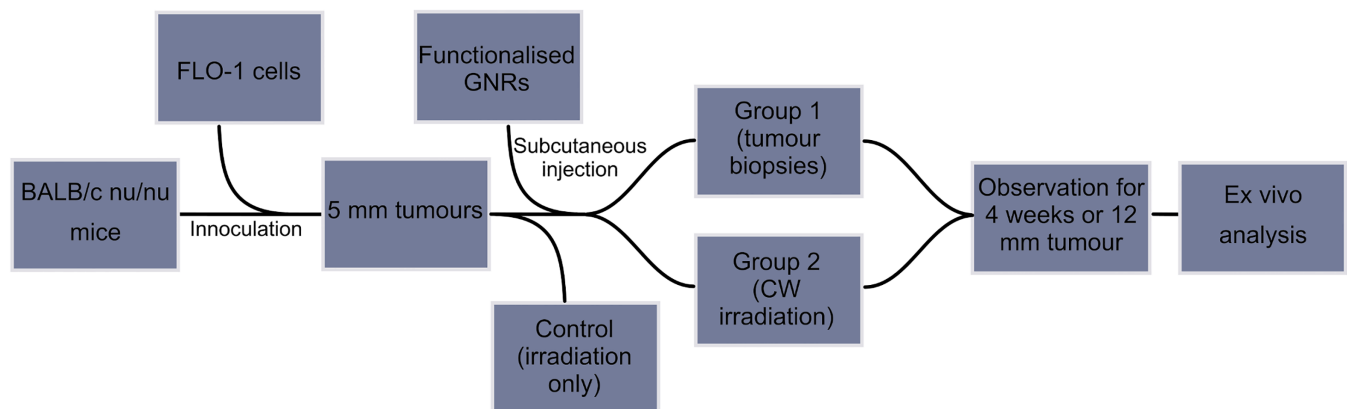 FLO-1 cells
Functionalised
GNRs
BALB/c nu/nu
mice
Innoculation
5 mm tumours
Subcutaneous
injection
Control
(irradiation
only)
Group 1
(tumour
biopsies)
Group 2
(CW
irradiation)
Observation for
4 weeks or 12
mm tumour
Ex vivo
analysis